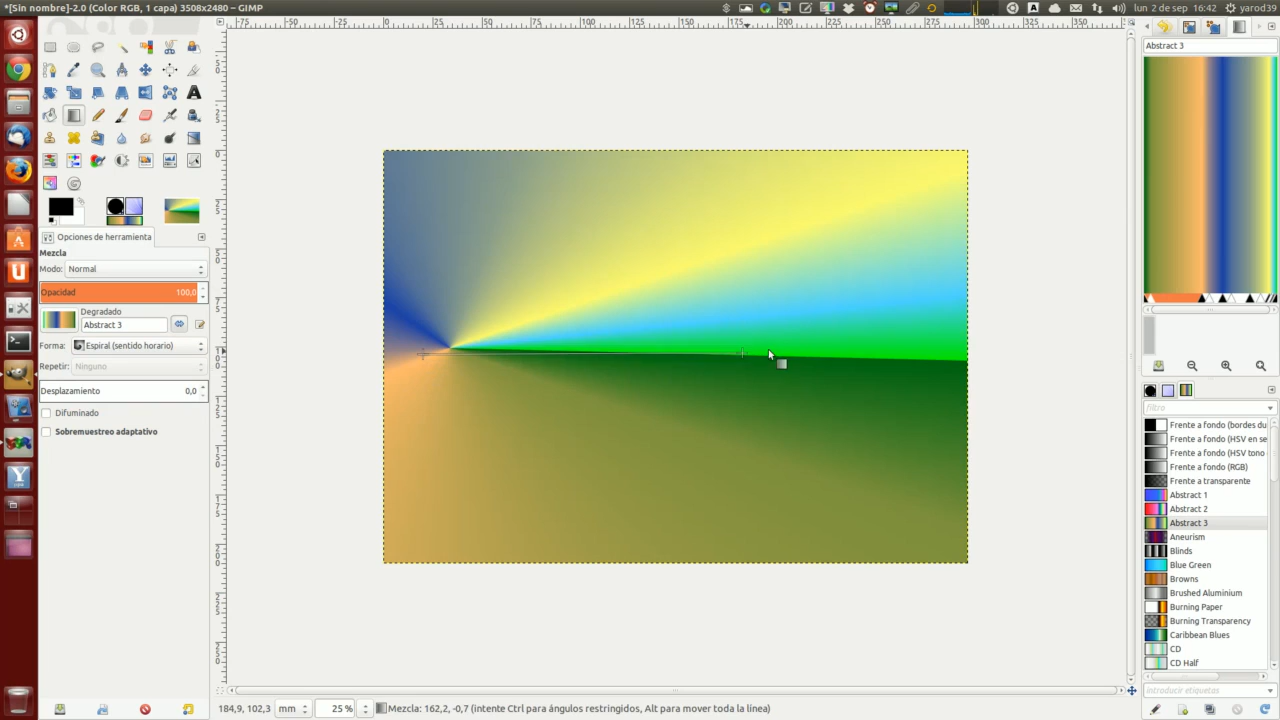 *[Sin nombre]-2.0 (Color RGB, 1 capa) 3508x2480 – GIMP
lun 2 de sep 16:42
yarod39
Abstract 3
Opciones de herramienta
Mezcla
Modo: Normal
Opacidad 100,0
Degradado
Abstract 3
Forma: Espiral (sentido horario)
Repetir: Ninguno
Desplazamiento 0,0
Difuminado
Sobremuestreo adaptativo
filtro
Frente a fondo (bordes du
Frente a fondo (HSV en se
Frente a fondo (HSV tono
Frente a fondo (RGB)
Frente a transparente
Abstract 1
Abstract 2
Abstract 3
Aneurism
Blinds
Blue Green
Browns
Brushed Aluminium
Burning Paper
Burning Transparency
Caribbean Blues
CD
CD Half
introducir etiquetas
184,9, 102,3 mm 25 % Mezcla: 162,2, -0,7 (intente Ctrl para ángulos restringidos, Alt para mover toda la línea)